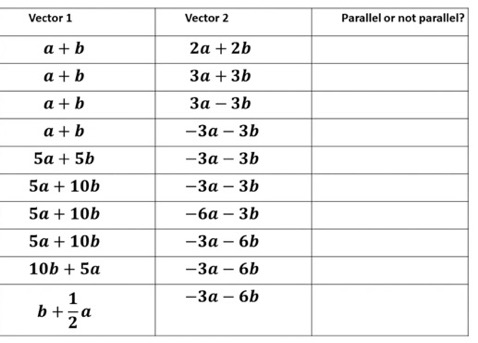 Vector 1 Vector 2 Parallel or not parallel?
a + b 2a + 2b
a + b 3a + 3b
a + b 3a − 3b
a + b −3a − 3b
5a + 5b −3a − 3b
5a + 10b −3a − 3b
5a + 10b −6a − 3b
5a + 10b −3a − 6b
10b + 5a −3a − 6b
b + 1/2 a −3a − 6b